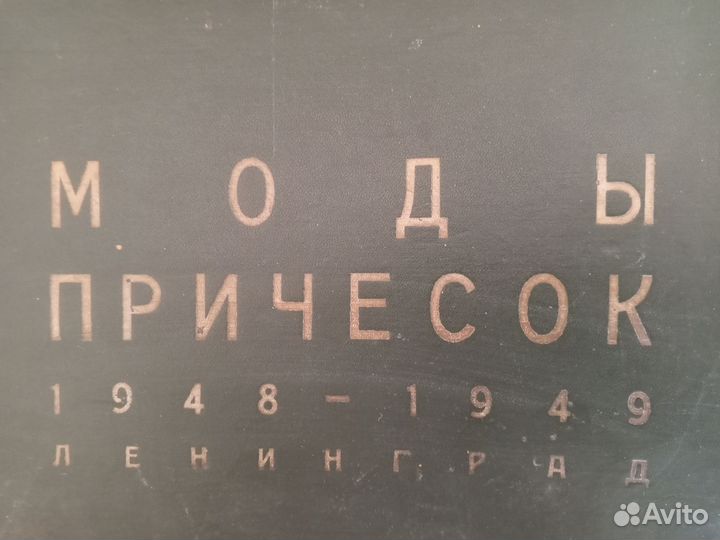 МОДЫ
ПРИЧЕСОК
1948-1949
ЛЕНИНГРАД
Avito